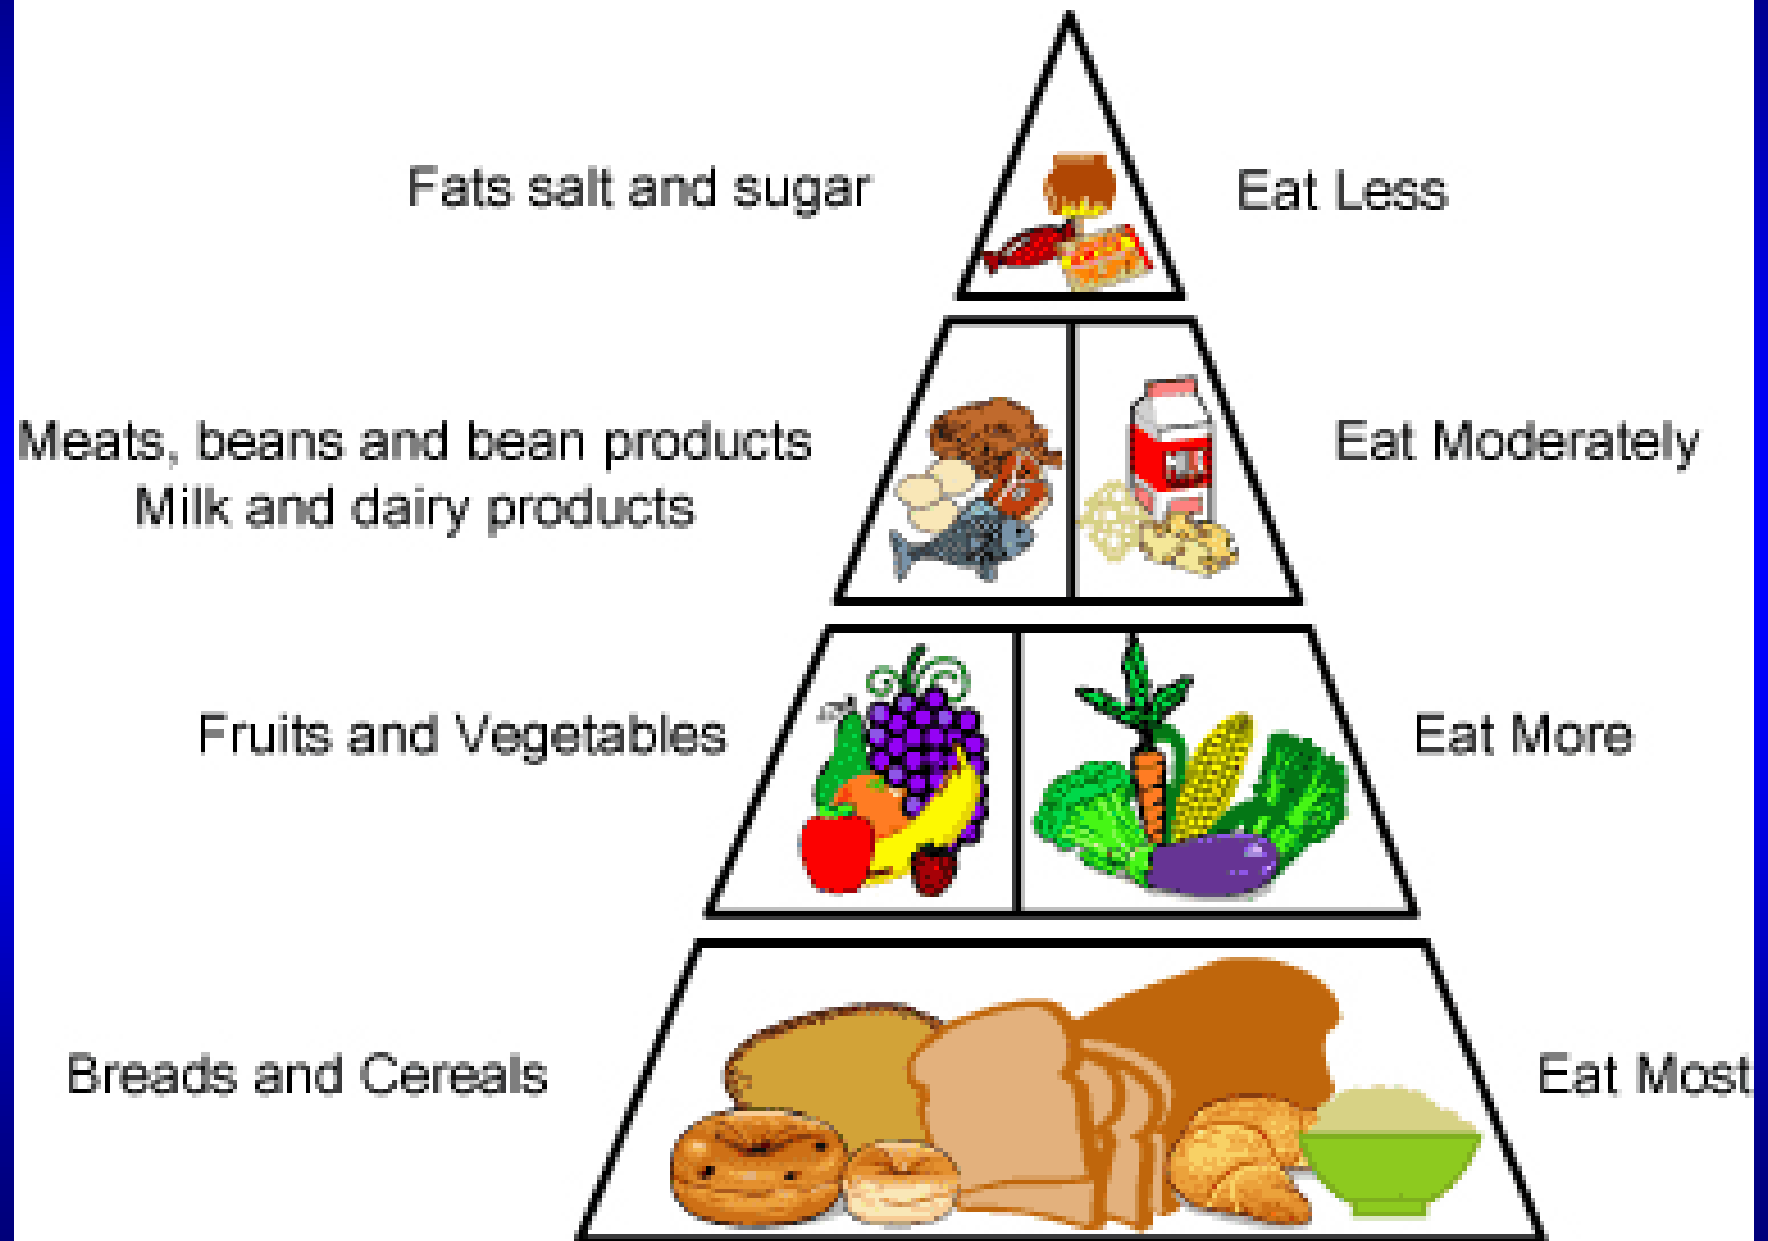 Fats salt and sugar
Eat Less
Meats, beans and bean products
Milk and dairy products
Eat Moderately
Fruits and Vegetables
Eat More
Breads and Cereals
Eat Most